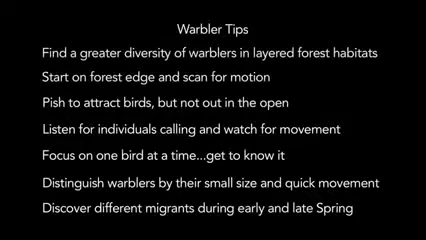 Warbler Tips
Find a greater diversity of warblers in layered forest habitats
Start on forest edge and scan for motion
Pish to attract birds, but not out in the open
Listen for individuals calling and watch for movement
Focus on one bird at a time...get to know it
Distinguish warblers by their small size and quick movement
Discover different migrants during early and late Spring